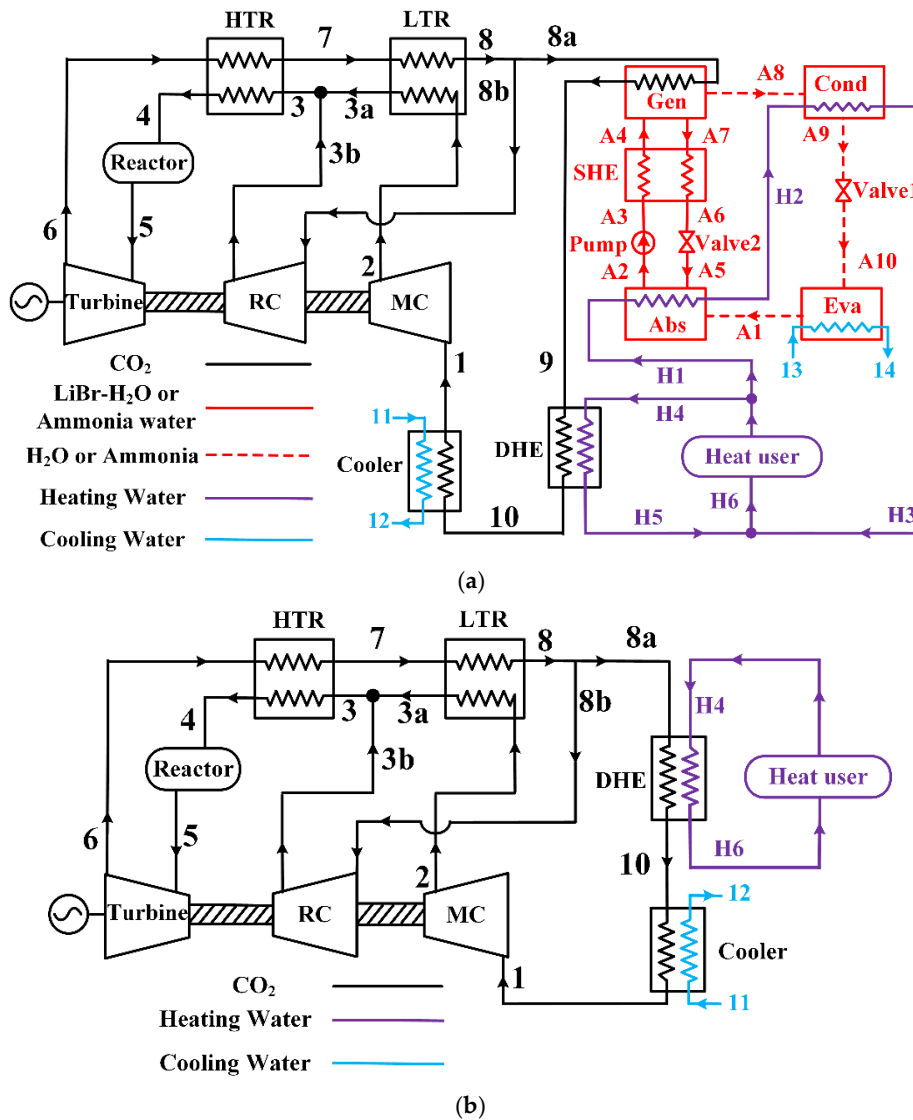 HTR
LTR
7
8
8a
8b
4
3
3a
3b
Reactor
6
5
2
Turbine
RC
MC
1
9
11
Cooler
12
10
DHE
Gen
A8
Cond
A4
A7
A9
SHE
Valve1
H2
A3
A6
Pump
Valve2
A2
A5
A10
Abs
A1
Eva
13
14
H1
H4
Heat user
H6
H5
H3
CO₂
LiBr-H₂O or
Ammonia water
H₂O or Ammonia
Heating Water
Cooling Water
(a)
HTR
LTR
7
8
8a
8b
4
3
3a
3b
Reactor
6
5
2
Turbine
RC
MC
1
H4
DHE
Heat user
H6
10
12
Cooler
11
CO₂
Heating Water
Cooling Water
(b)